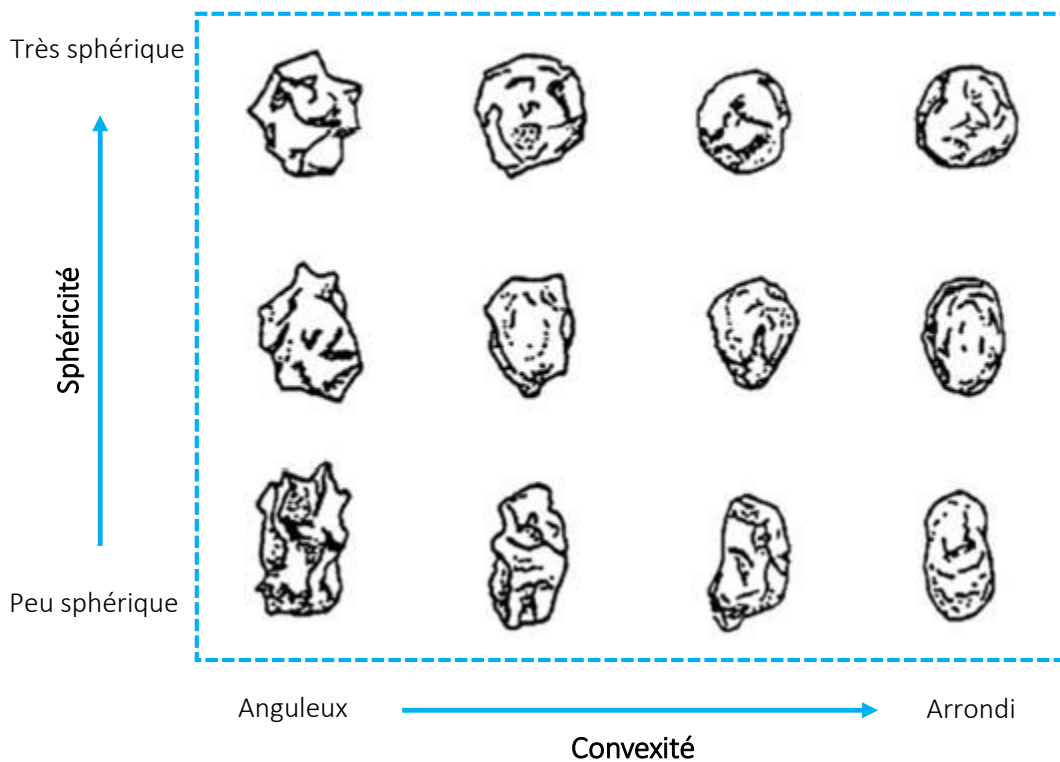 Très sphérique
Sphéricité
Peu sphérique
Anguleux
Arrondi
Convexité